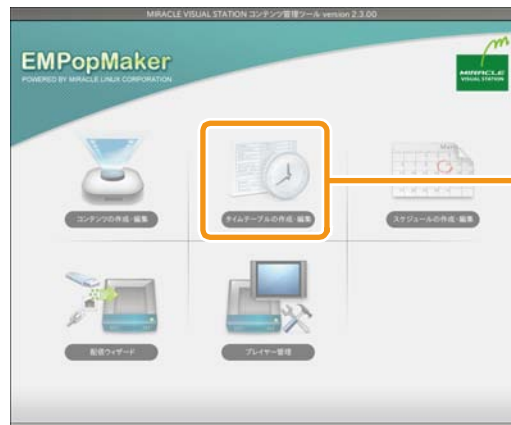 MIRACLE VISUAL STATION コンテンツ管理ツール version 2.3.00
EMPopMaker
POWERED BY MIRACLE LINUX CORPORATION
MIRACLE
VISUAL STATION
コンテンツの作成・編集
タイムテーブルの作成・編集
スケジュールの作成・編集
配信ウィザード
プレイヤー管理